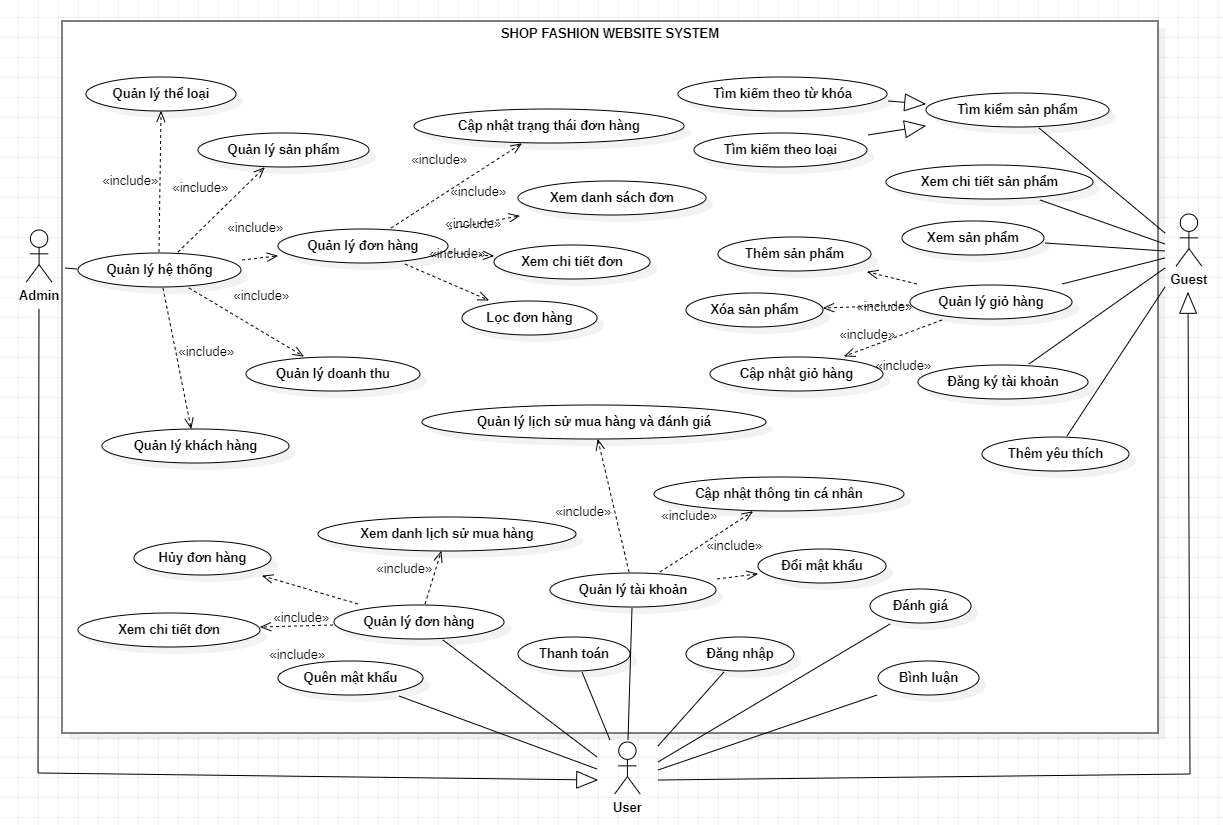 SHOP FASHION WEBSITE SYSTEM
Quản lý thể loại
Tìm kiếm theo từ khóa
Tìm kiểm sản phẩm
Cập nhật trạng thái đơn hàng
Quản lý sản phẩm
Tìm kiếm theo loại
«include»
«include»
«include»
Xem chi tiết sản phẩm
«include»
Xem danh sách đơn
«include»
«include»
Quản lý đơn hàng
Xem sản phẩm
Thêm sản phẩm
«include»
Xem chi tiết đơn
Quản lý hệ thống
Admin
Guest
«include»
Quản lý giỏ hàng
Xóa sản phẩm
«include»
Lọc đơn hàng
«include»
«include»
«include»
Quản lý doanh thu
Cập nhật giỏ hàng
Đăng ký tài khoản
Quản lý lịch sử mua hàng và đánh giá
Quản lý khách hàng
Thêm yêu thích
Cập nhật thông tin cá nhân
«include»
«include»
Xem danh lịch sử mua hàng
«include»
Hủy đơn hàng
«include»
Đổi mật khẩu
Quản lý tài khoản
Đánh giá
«include»
Quản lý đơn hàng
Xem chi tiết đơn
«include»
Thanh toán
Đăng nhập
Quên mật khẩu
Bình luận
User